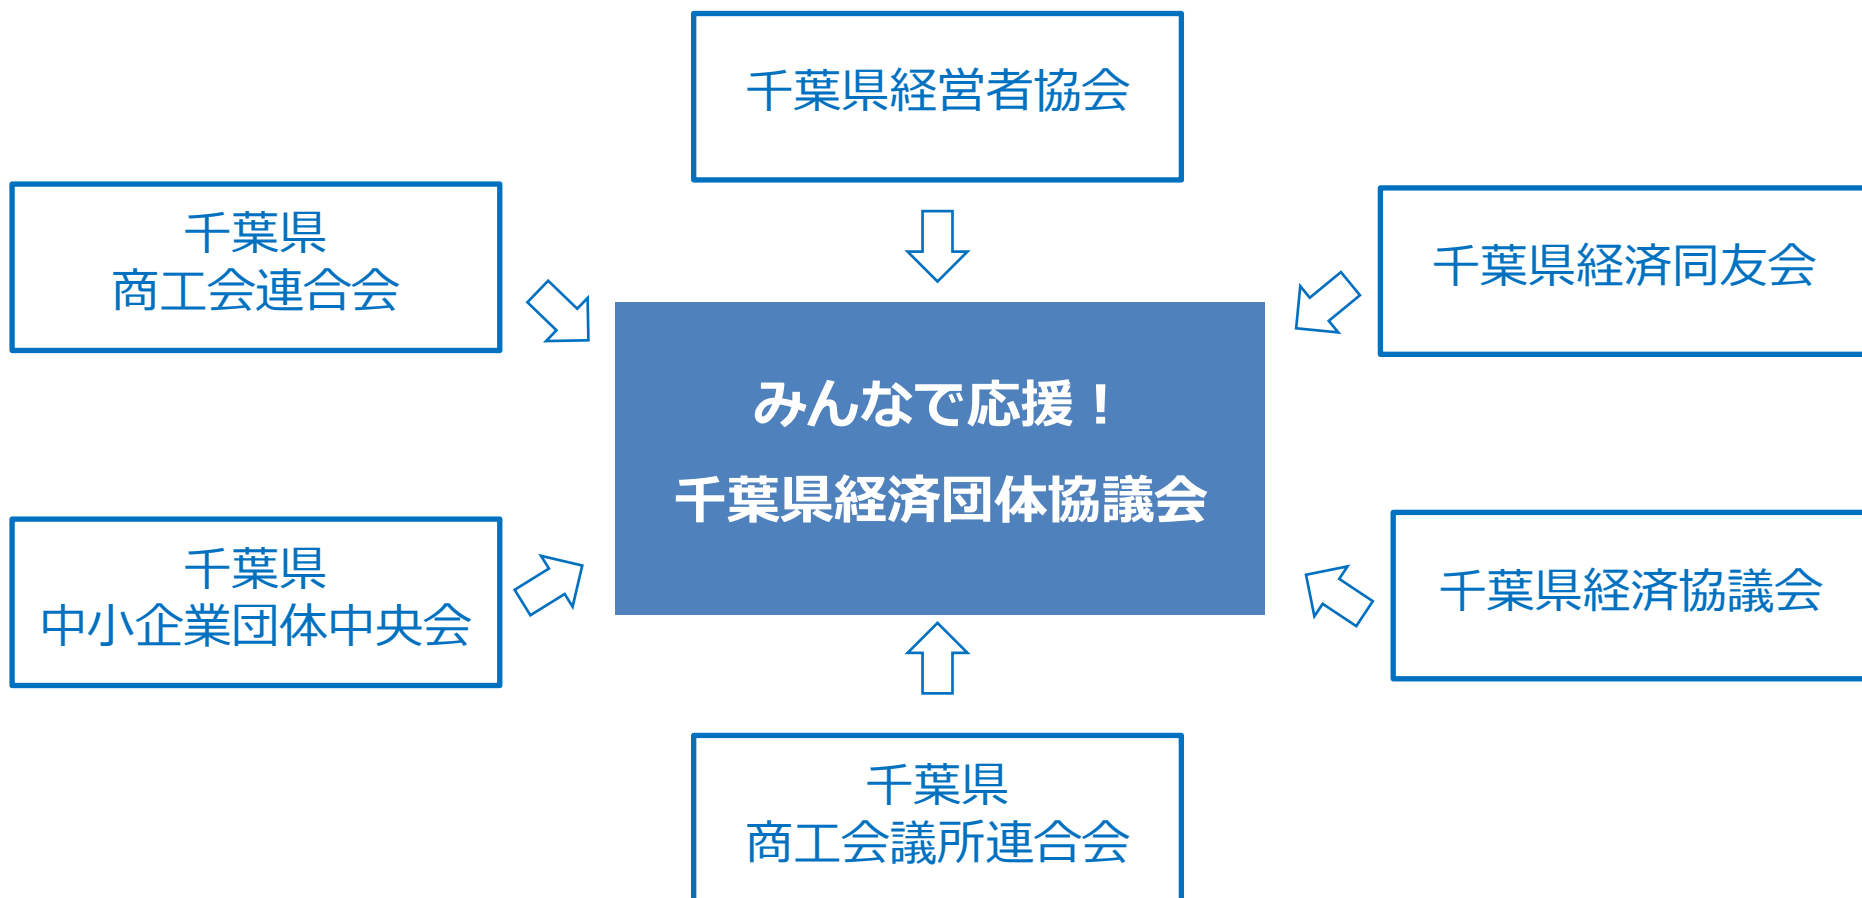 千葉県経営者協会
千葉県
商工会連合会
千葉県経済同友会
みんなで応援！
千葉県経済団体協議会
千葉県
中小企業団体中央会
千葉県経済協議会
千葉県
商工会議所連合会